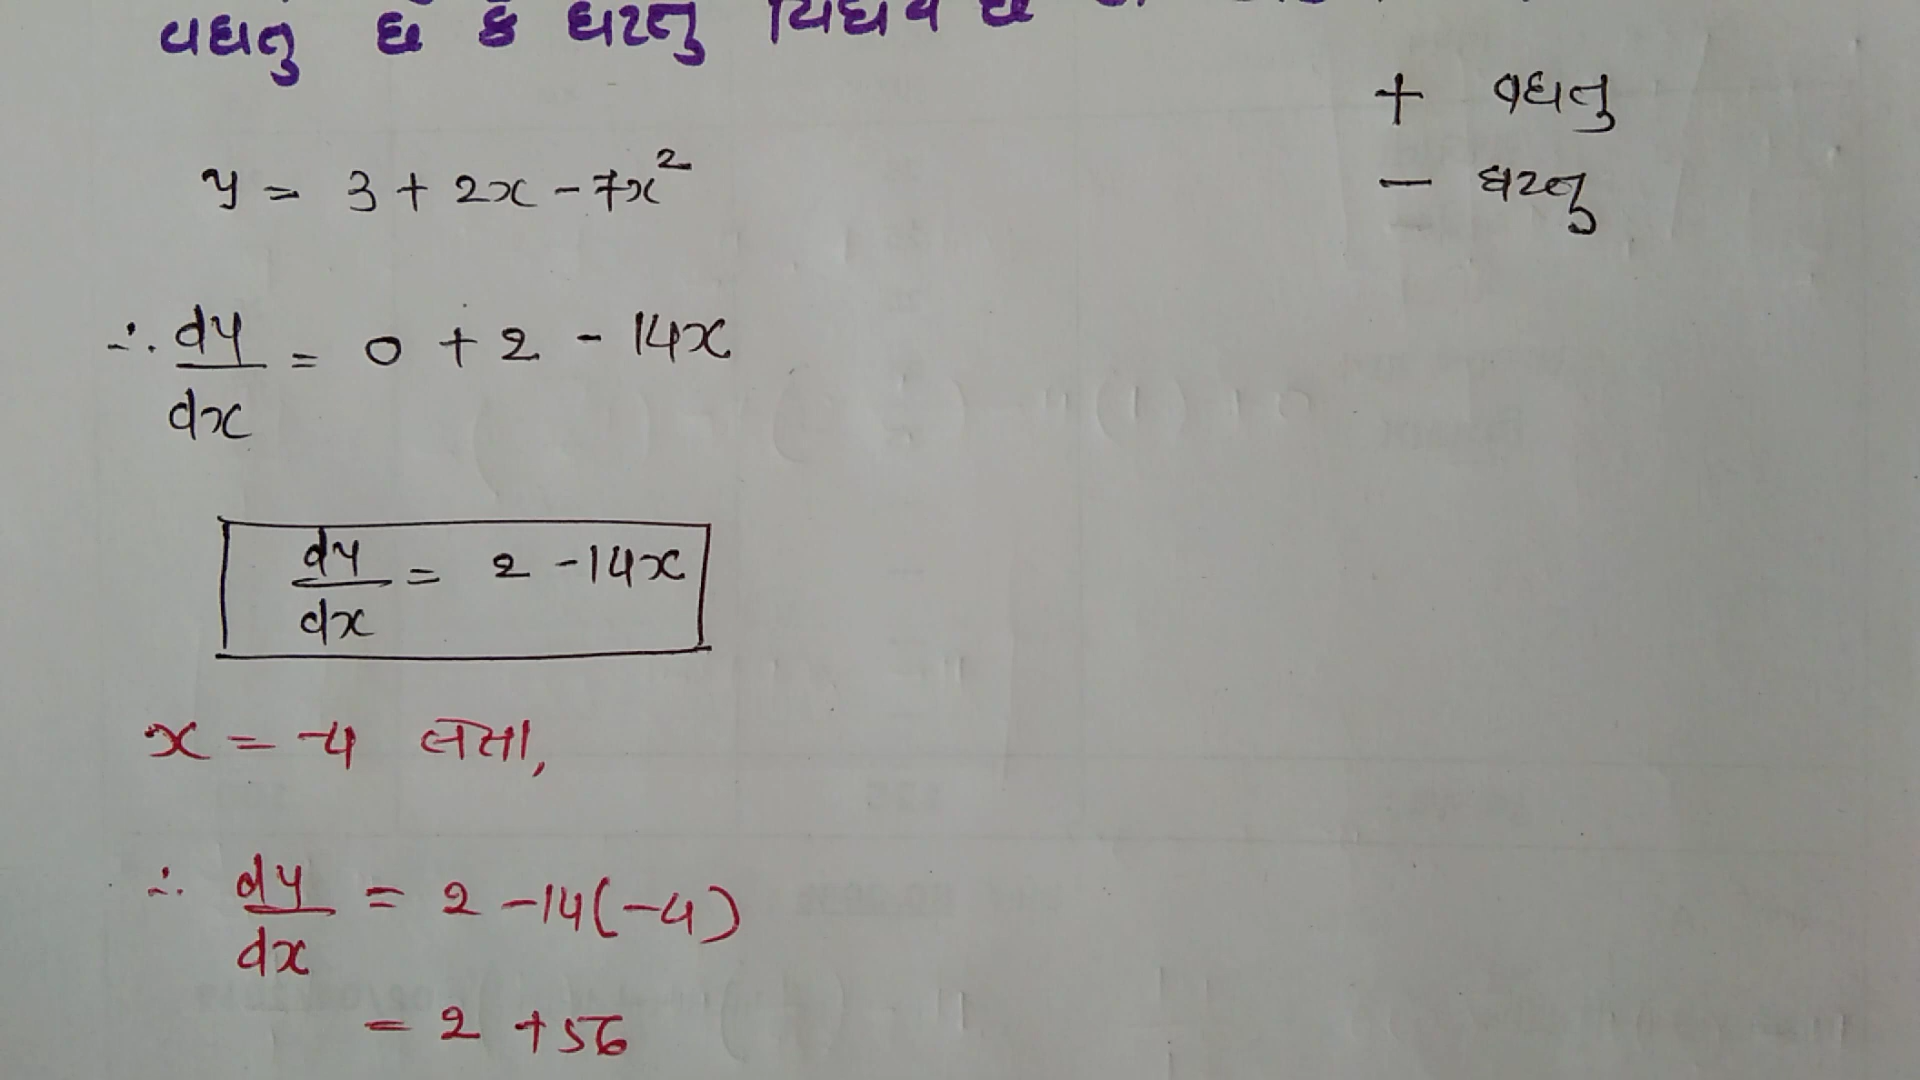 વધતુ છે કે ઘટતુ વિધેય છે
+ વધતુ
- ઘટતુ
y = 3 + 2x - 7x²
∴ dy/dx = 0 + 2 - 14x
dy/dx = 2 - 14x
x = -4 લેતા,
∴ dy/dx = 2 - 14(-4)
= 2 + 56